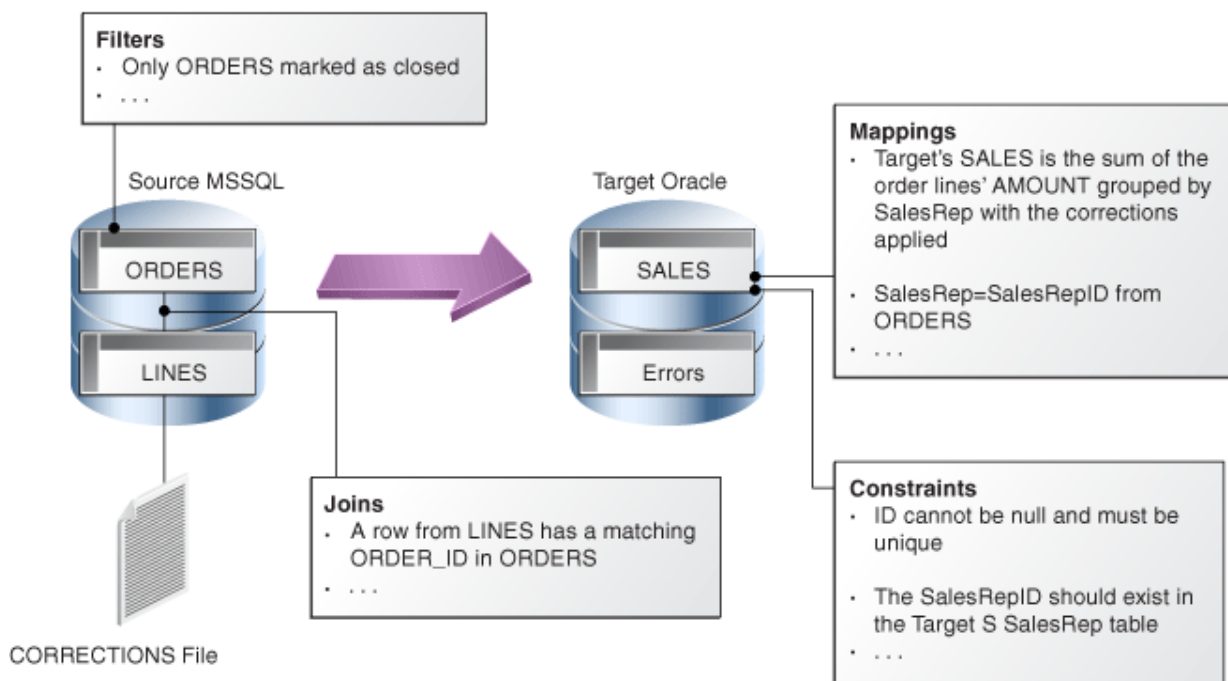 Filters
· Only ORDERS marked as closed
· . . .
Source MSSQL
Target Oracle
ORDERS
LINES
SALES
Errors
Mappings
· Target's SALES is the sum of the
order lines' AMOUNT grouped by
SalesRep with the corrections
applied
· SalesRep=SalesRepID from
ORDERS
· . . .
Joins
· A row from LINES has a matching
ORDER_ID in ORDERS
· . . .
Constraints
· ID cannot be null and must be
unique
· The SalesRepID should exist in
the Target S SalesRep table
· . . .
CORRECTIONS File